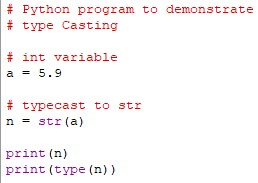 # Python program to demonstrate
# type Casting
# int variable
a = 5.9
# typecast to str
n = str(a)
print(n)
print(type(n))